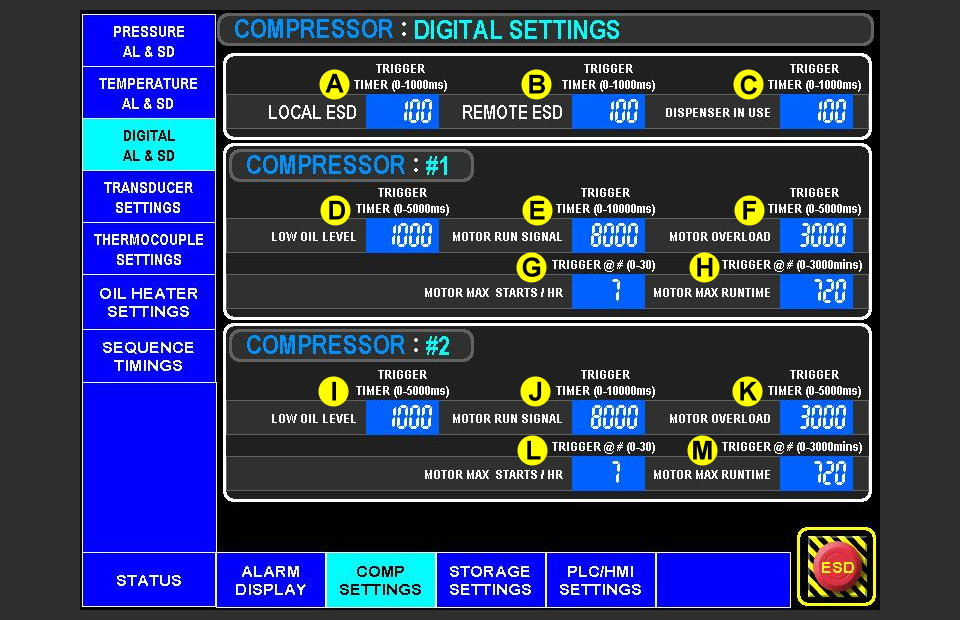 PRESSURE
AL & SD
TEMPERATURE
AL & SD
DIGITAL
AL & SD
TRANSDUCER
SETTINGS
THERMOCOUPLE
SETTINGS
OIL HEATER
SETTINGS
SEQUENCE
TIMINGS
COMPRESSOR : DIGITAL SETTINGS
TRIGGER TRIGGER TRIGGER
A TIMER (0-1000ms) B TIMER (0-1000ms) C TIMER (0-1000ms)
LOCAL ESD 100 REMOTE ESD 100 DISPENSER IN USE 100
COMPRESSOR : #1
TRIGGER TRIGGER TRIGGER
D TIMER (0-5000ms) E TIMER (0-10000ms) F TIMER (0-5000ms)
LOW OIL LEVEL 1000 MOTOR RUN SIGNAL 8000 MOTOR OVERLOAD 3000
G TRIGGER @ # (0-30) H TRIGGER @ # (0-3000mins)
MOTOR MAX STARTS / HR 7 MOTOR MAX RUNTIME 720
COMPRESSOR : #2
TRIGGER TRIGGER TRIGGER
I TIMER (0-5000ms) J TIMER (0-10000ms) K TIMER (0-5000ms)
LOW OIL LEVEL 1000 MOTOR RUN SIGNAL 8000 MOTOR OVERLOAD 3000
L TRIGGER @ # (0-30) M TRIGGER @ # (0-3000mins)
MOTOR MAX STARTS / HR 7 MOTOR MAX RUNTIME 720
STATUS
ALARM
DISPLAY
COMP
SETTINGS
STORAGE
SETTINGS
PLC/HMI
SETTINGS
ESD